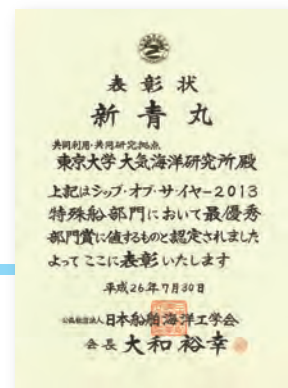 表彰状
新青丸
共同利用・共同研究拠点
東京大学大気海洋研究所殿
上記はシップ・オブ・ザ・イヤー2013
特殊船部門において最優秀
部門賞に値するものと認定されました
よってここに表彰いたします
平成26年7月30日
公益社団法人日本船舶海洋工学会
会長 大和裕幸